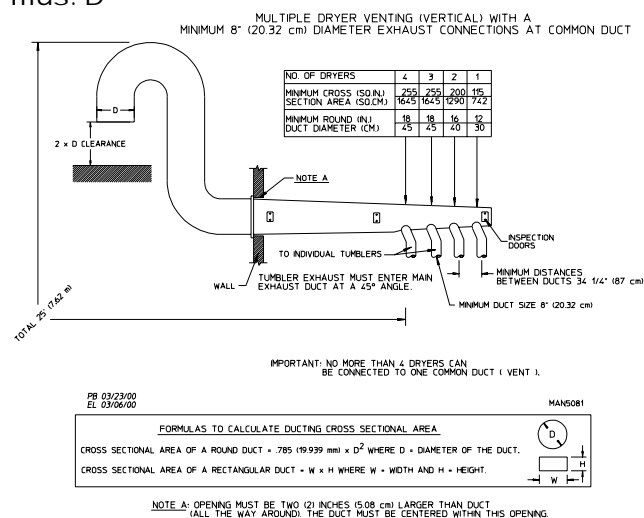 Illus. D
MULTIPLE DRYER VENTING (VERTICAL) WITH A
MINIMUM 8" (20.32 cm) DIAMETER EXHAUST CONNECTIONS AT COMMON DUCT
NO. OF DRYERS 4 3 2 1
MINIMUM CROSS (SQ.IN.) 255 255 200 115
SECTION AREA (SQ.CM.) 1645 1645 1290 742
MINIMUM ROUND (IN.) 18 18 16 12
DUCT DIAMETER (CM.) 45 45 40 30
D
2 x D CLEARANCE
NOTE A
INSPECTION
DOORS
TO INDIVIDUAL TUMBLERS
WALL
TUMBLER EXHAUST MUST ENTER MAIN
EXHAUST DUCT AT A 45° ANGLE.
MINIMUM DISTANCES
BETWEEN DUCTS 34 1/4" (87 cm)
MINIMUM DUCT SIZE 8" (20.32 cm)
TOTAL 25' (7.62 m)
IMPORTANT: NO MORE THAN 4 DRYERS CAN
BE CONNECTED TO ONE COMMON DUCT ( VENT ).
PB 03/23/00
EL 03/06/00
MAN5081
FORMULAS TO CALCULATE DUCTING CROSS SECTIONAL AREA
CROSS SECTIONAL AREA OF A ROUND DUCT = .785 (19.939 mm) x D2 WHERE D = DIAMETER OF THE DUCT.
CROSS SECTIONAL AREA OF A RECTANGULAR DUCT = W x H WHERE W = WIDTH AND H = HEIGHT.
D
H
W
NOTE A: OPENING MUST BE TWO (2) INCHES (5.08 cm) LARGER THAN DUCT
(ALL THE WAY AROUND). THE DUCT MUST BE CENTERED WITHIN THIS OPENING.